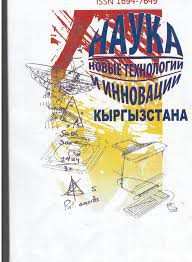 ISSN 1694-7649
НАУКА
НОВЫЕ ТЕХНОЛОГИИ
И ИННОВАЦИИ
КЫРГЫЗСТАНА